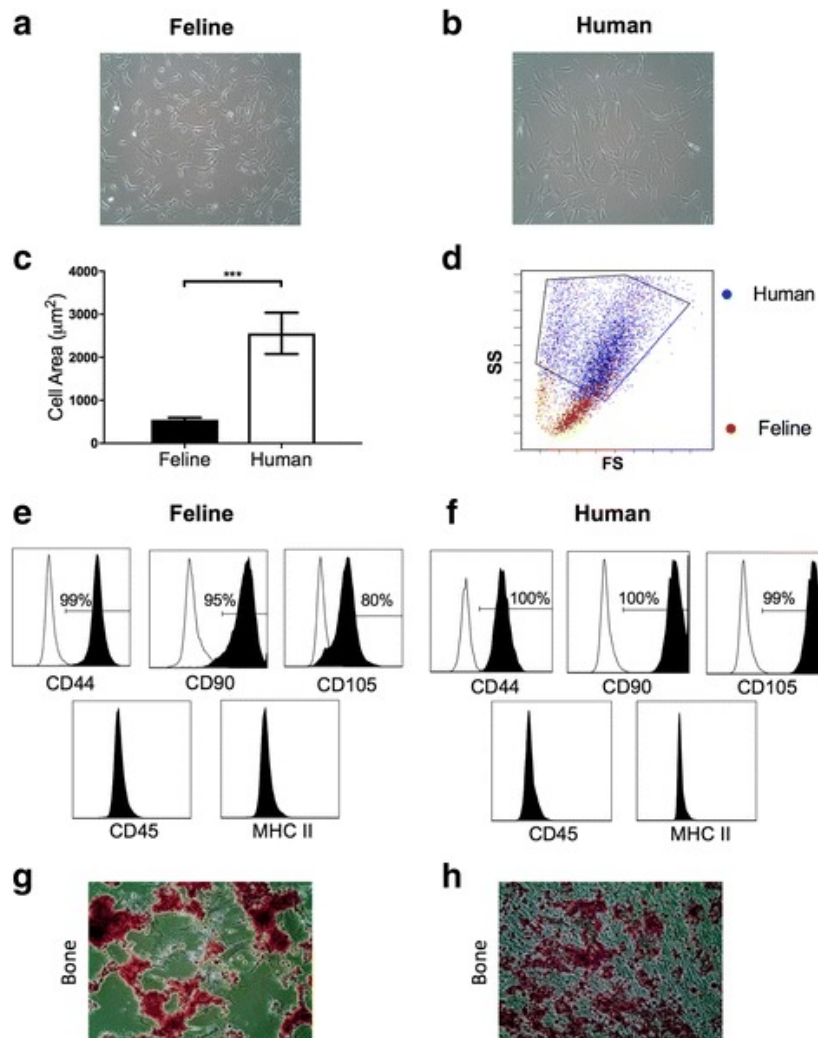 a Feline
b Human
c
4000
3000
2000
1000
0
Cell Area (μm²)
***
Feline Human
d
SS
FS
Human
Feline
e Feline
99%
CD44
95%
CD90
80%
CD105
CD45
MHC II
f Human
100%
CD44
100%
CD90
99%
CD105
CD45
MHC II
g
Bone
h
Bone